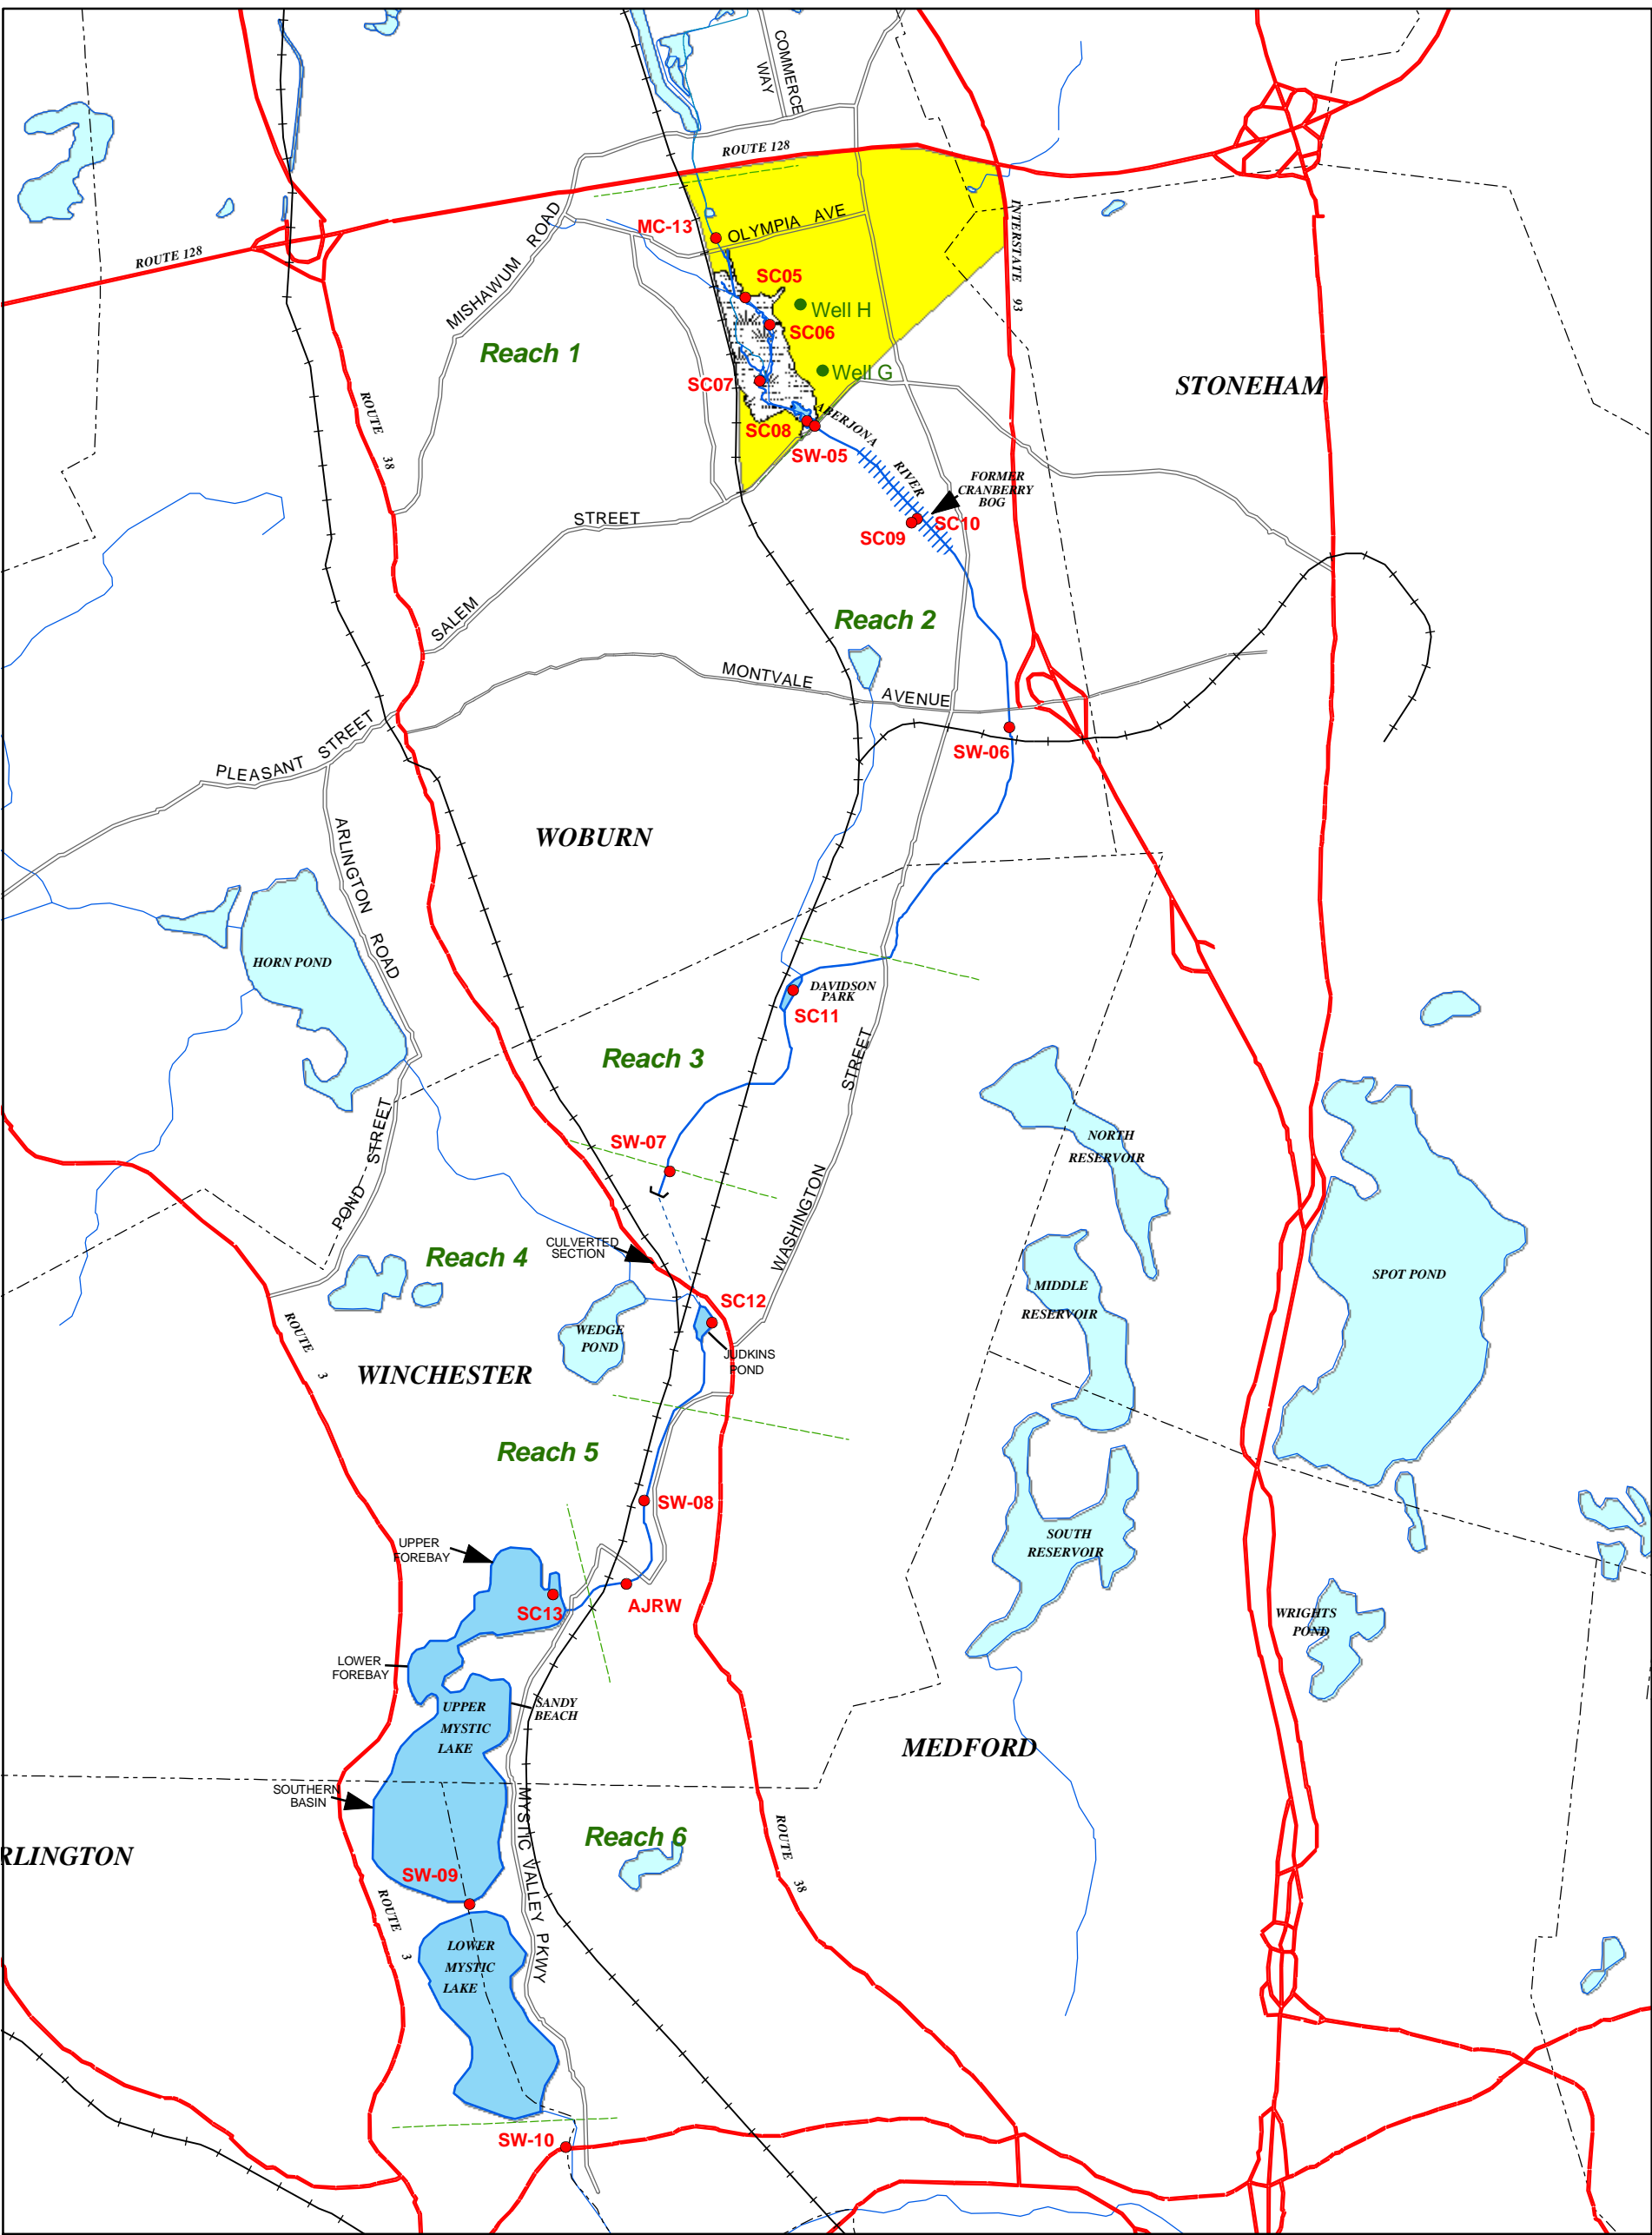 COMMERCE
WAY
ROUTE 128
ROUTE 128
MISHAWUM ROAD
MC-13
OLYMPIA AVE
INTERSTATE 93
SC05
Well H
SC06
Reach 1
SC07
Well G
STONEHAM
ROUTE 38
SC08
ABERJONA
RIVER
SW-05
FORMER
CRANBERRY
BOG
SC10
SC09
STREET
SALEM
Reach 2
MONTVALE
AVENUE
PLEASANT STREET
SW-06
ARLINGTON ROAD
WOBURN
HORN POND
DAVIDSON
PARK
SC11
STREET
Reach 3
NORTH
RESERVOIR
SW-07
POND STREET
WASHINGTON
CULVERTED
SECTION
Reach 4
MIDDLE
RESERVOIR
SPOT POND
SC12
WEDGE
POND
JUDKINS
POND
ROUTE 3
WINCHESTER
Reach 5
SW-08
SOUTH
RESERVOIR
UPPER
FOREBAY
SC13
AJRW
WRIGHTS
POND
LOWER
FOREBAY
SANDY
BEACH
UPPER
MYSTIC
LAKE
MEDFORD
SOUTHERN
BASIN
MYSTIC VALLEY PKWY
Reach 6
ROUTE 38
RLINGTON
SW-09
ROUTE 3
LOWER
MYSTIC
LAKE
SW-10